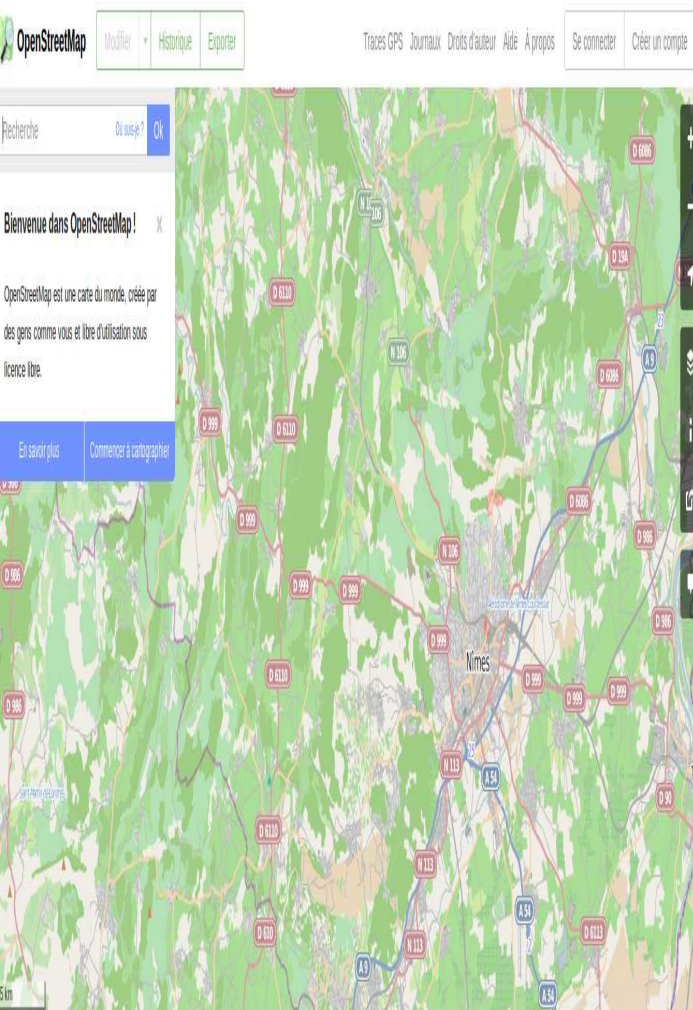 OpenStreetMap
Modifier
Historique
Exporter
Traces GPS
Journaux
Droits d'auteur
Aide
À propos
Se connecter
Créer un compte
Recherche
Où suis-je ?
Ok
Bienvenue dans OpenStreetMap !
X
OpenStreetMap est une carte du monde, créée par
des gens comme vous et libre d'utilisation sous
licence libre.
En savoir plus
Commencer à cartographier
D 6086
N 106
D 19A
D 6110
N 106
A 9
D 6086
D 999
D 6110
D 6086
D 999
D 986
N 106
D 986
D 999
D 999
D 986
D 999
Nîmes
D 6110
D 999
D 999
D 999
D 986
N 113
A 54
D 90
D 6110
N 113
A 54
D 610
N 113
D 6113
A 9
A 54
5 km